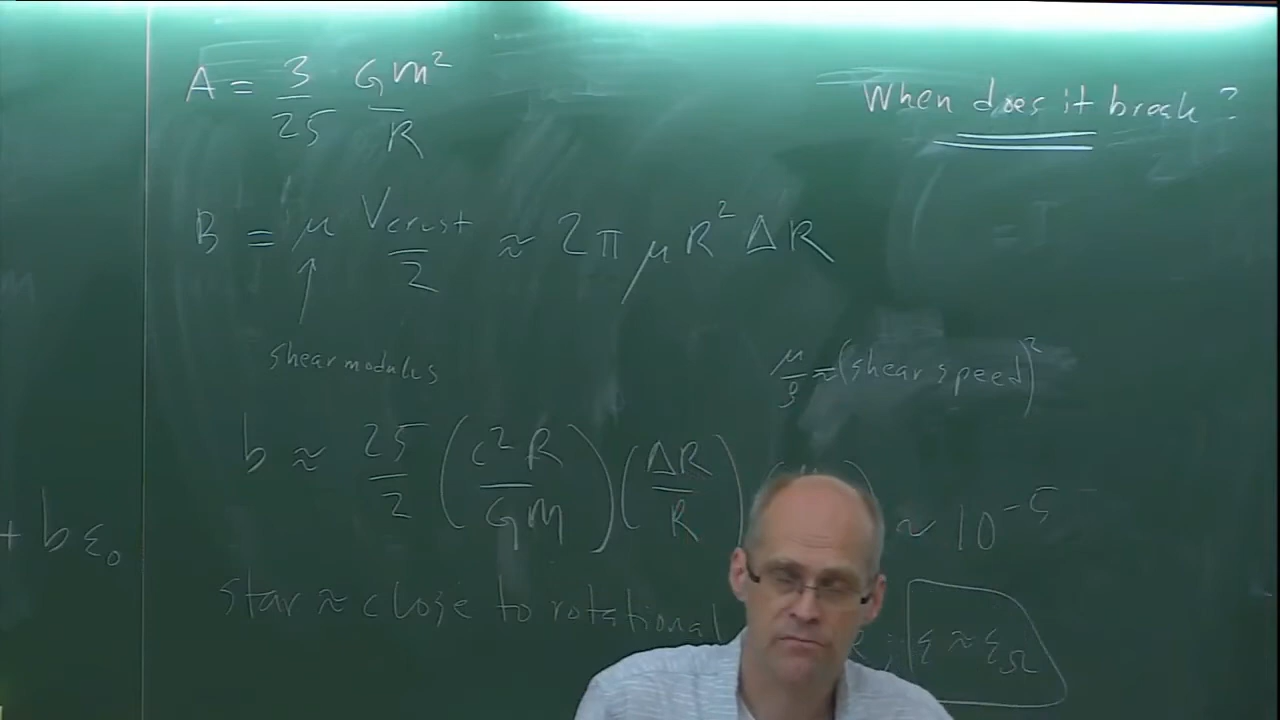 A = 3/25 GM²/R
When does it break?
B = μ Vcrust/2 ≈ 2π μ R² ΔR
shear modulus
μ/ρ ≈ (shear speed)²
b ≈ 25/2 (c²R/GM) (ΔR/R) ≈ 10⁻⁵
+ b ε₀
star ≈ close to rotational
ε ≈ ε_Ω